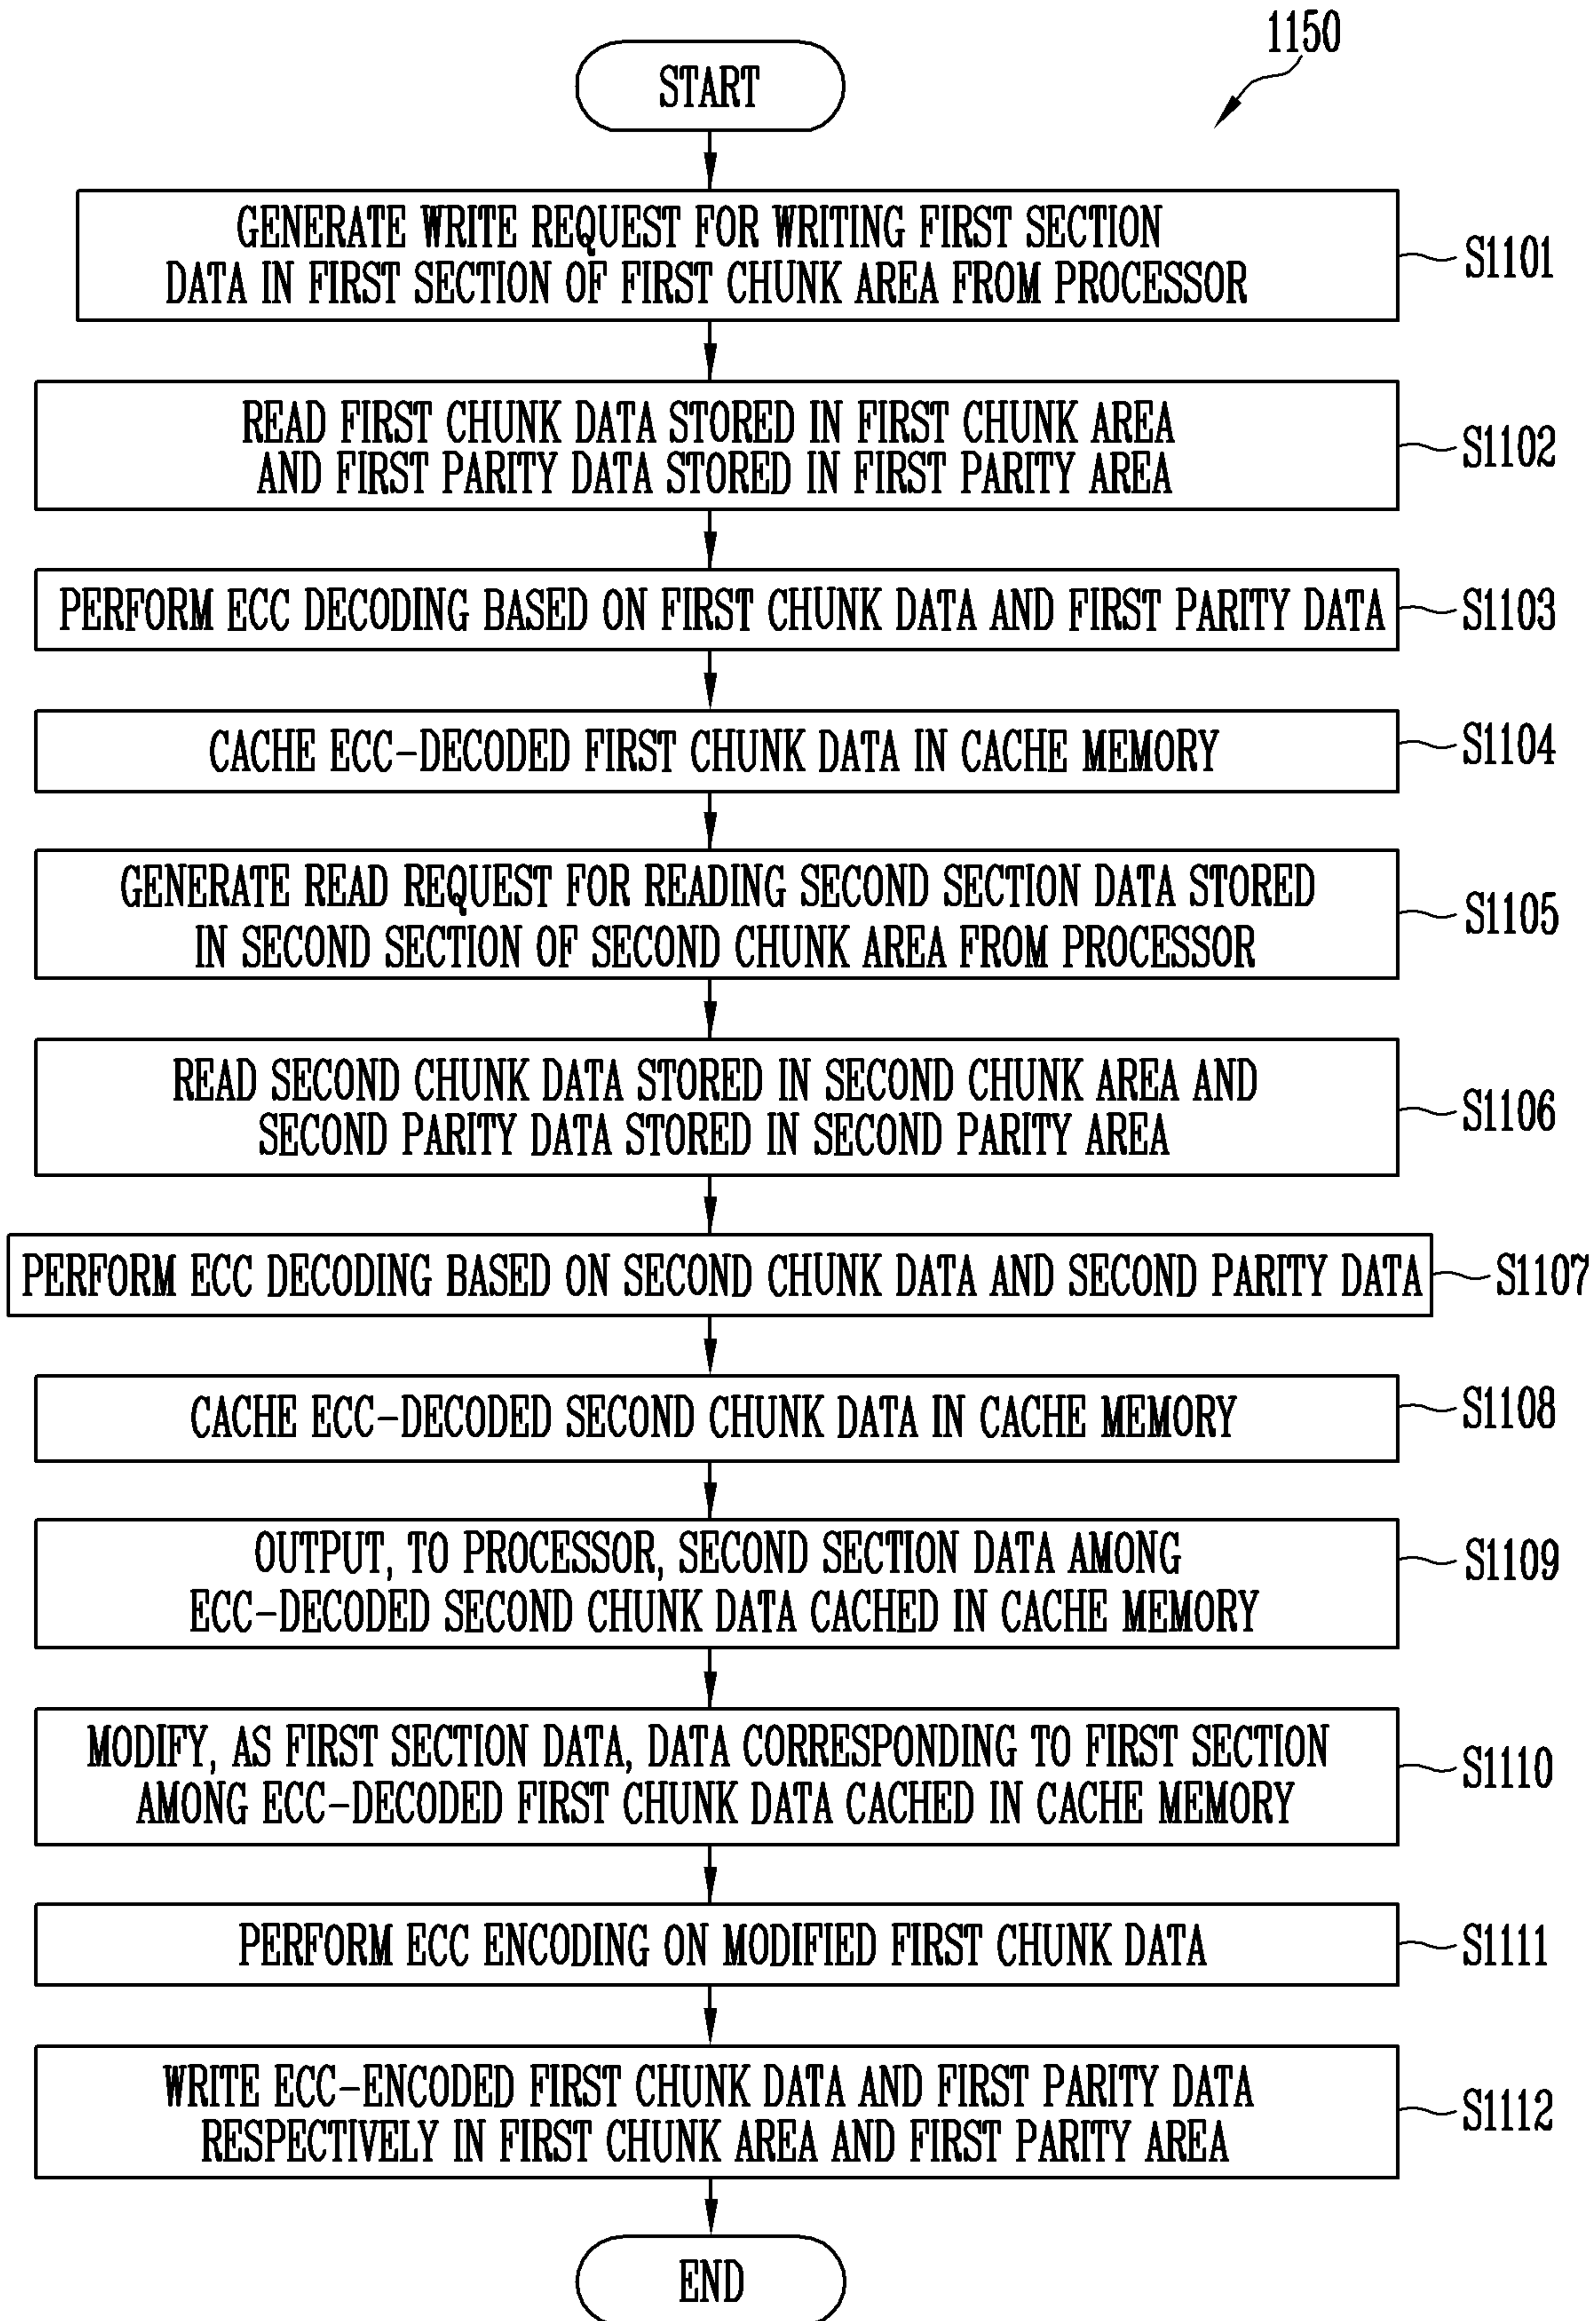 1150
START
GENERATE WRITE REQUEST FOR WRITING FIRST SECTION
DATA IN FIRST SECTION OF FIRST CHUNK AREA FROM PROCESSOR
S1101
READ FIRST CHUNK DATA STORED IN FIRST CHUNK AREA
AND FIRST PARITY DATA STORED IN FIRST PARITY AREA
S1102
PERFORM ECC DECODING BASED ON FIRST CHUNK DATA AND FIRST PARITY DATA
S1103
CACHE ECC-DECODED FIRST CHUNK DATA IN CACHE MEMORY
S1104
GENERATE READ REQUEST FOR READING SECOND SECTION DATA STORED
IN SECOND SECTION OF SECOND CHUNK AREA FROM PROCESSOR
S1105
READ SECOND CHUNK DATA STORED IN SECOND CHUNK AREA AND
SECOND PARITY DATA STORED IN SECOND PARITY AREA
S1106
PERFORM ECC DECODING BASED ON SECOND CHUNK DATA AND SECOND PARITY DATA
S1107
CACHE ECC-DECODED SECOND CHUNK DATA IN CACHE MEMORY
S1108
OUTPUT, TO PROCESSOR, SECOND SECTION DATA AMONG
ECC-DECODED SECOND CHUNK DATA CACHED IN CACHE MEMORY
S1109
MODIFY, AS FIRST SECTION DATA, DATA CORRESPONDING TO FIRST SECTION
AMONG ECC-DECODED FIRST CHUNK DATA CACHED IN CACHE MEMORY
S1110
PERFORM ECC ENCODING ON MODIFIED FIRST CHUNK DATA
S1111
WRITE ECC-ENCODED FIRST CHUNK DATA AND FIRST PARITY DATA
RESPECTIVELY IN FIRST CHUNK AREA AND FIRST PARITY AREA
S1112
END